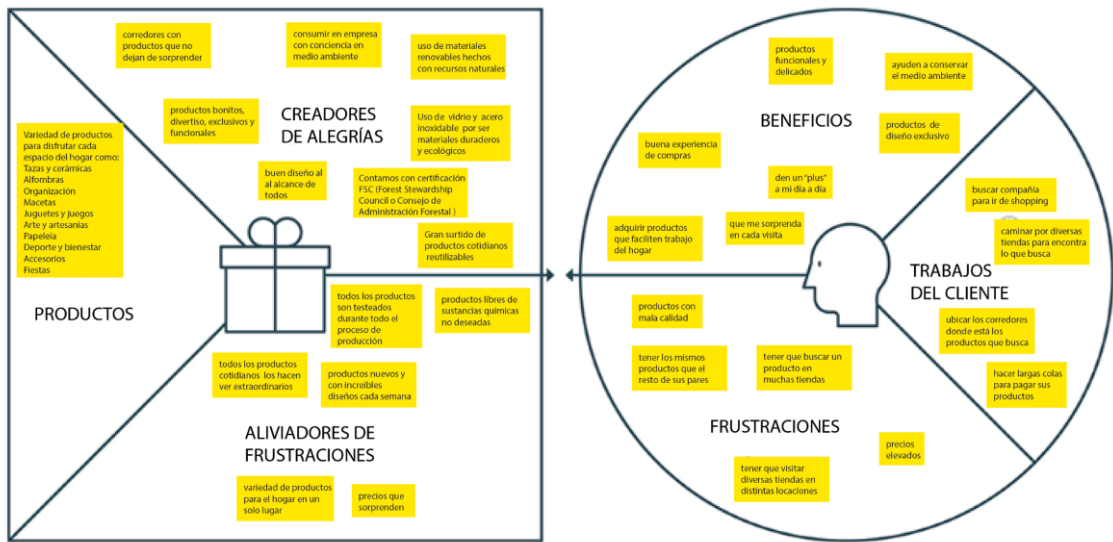 corredores con
productos que no
dejan de sorprender
consumir en empresa
con conciencia en
medio ambiente
uso de materiales
renovables hechos
con recursos naturales
productos bonitos,
divertiso, exclusivos y
funcionales
CREADORES
DE ALEGRÍAS
Uso de vidrio y acero
inoxidable por ser
materiales duraderos
y ecológicos
Variedad de productos
para disfrutar cada
espacio del hogar como:
Tazas y cerámicas
Alfombras
Organización
Macetas
Juguetes y juegos
Arte y artesanias
Papeleia
Deporte y bienestar
Accesorios
Fiestas
buen diseño al
al alcance de
todos
Contamos con certificación
FSC (Forest Stewardship
Council o Consejo de
Administración Forestal )
Gran surtido de
productos cotidianos
reutilizables
PRODUCTOS
todos los productos
son testeados
durante todo el
proceso de
producción
productos libres de
sustancias químicas
no deseadas
todos los productos
cotidianos los hacen
ver extraordinarios
productos nuevos y
con increibles
diseños cada semana
ALIVIADORES DE
FRUSTRACIONES
variedad de productos
para el hogar en un
solo lugar
precios que
sorprenden
productos
funcionales y
delicados
ayuden a conservar
el medio ambiente
BENEFICIOS
productos de
diseño exclusivo
buena experiencia
de compras
den un "plus"
a mi día a día
adquirir productos
que faciliten trabajo
del hogar
que me sorprenda
en cada visita
buscar compañía
para ir de shopping
caminar por diversas
tiendas para encontra
lo que busca
TRABAJOS
DEL CLIENTE
ubicar los corredores
donde está los
productos que busca
hacer largas colas
para pagar sus
productos
productos con
mala calidad
tener los mismos
productos que el
resto de sus pares
tener que buscar un
producto en
muchas tiendas
FRUSTRACIONES
precios
elevados
tener que visitar
diversas tiendas en
distintas locaciones